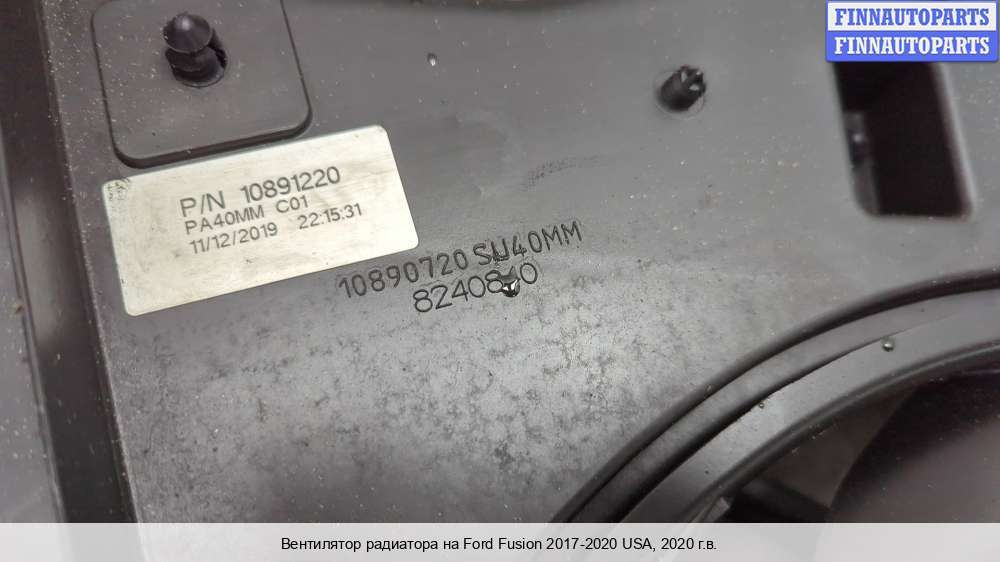 FINNAUTOPARTS
FINNAUTOPARTS
P/N 10891220
PA40MM C01
11/12/2019 22:15:31
10890720 SU40MM
Вентилятор радиатора на Ford Fusion 2017-2020 USA, 2020 г.в.